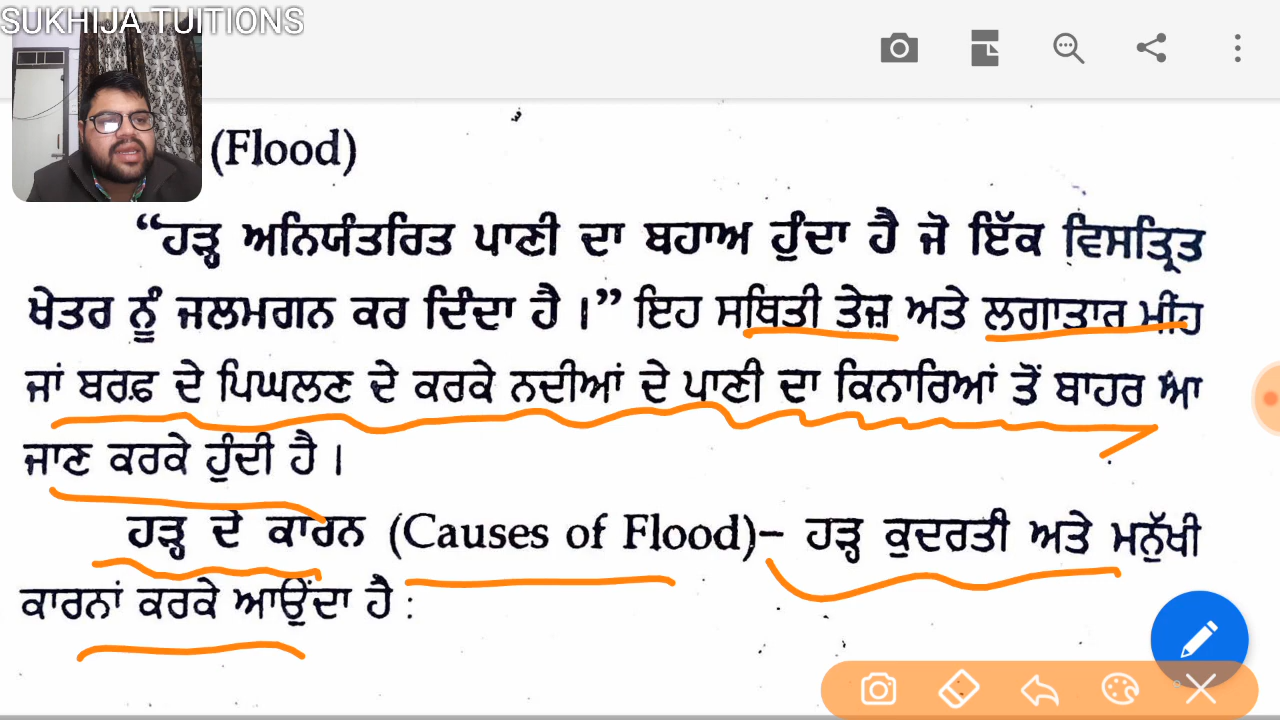 SUKHIJA TUITIONS
(Flood)
“ਹੜ੍ਹ ਅਨਿਯੰਤਰਿਤ ਪਾਣੀ ਦਾ ਬਹਾਅ ਹੁੰਦਾ ਹੈ ਜੋ ਇੱਕ ਵਿਸਤ੍ਰਿਤ
ਖੇਤਰ ਨੂੰ ਜਲਮਗਨ ਕਰ ਦਿੰਦਾ ਹੈ ।” ਇਹ ਸਥਿਤੀ ਤੇਜ਼ ਅਤੇ ਲਗਾਤਾਰ ਮੀਂਹ
ਜਾਂ ਬਰਫ਼ ਦੇ ਪਿਘਲਣ ਦੇ ਕਰਕੇ ਨਦੀਆਂ ਦੇ ਪਾਣੀ ਦਾ ਕਿਨਾਰਿਆਂ ਤੋਂ ਬਾਹਰ ਆ
ਜਾਣ ਕਰਕੇ ਹੁੰਦੀ ਹੈ ।
ਹੜ੍ਹ ਦੇ ਕਾਰਨ (Causes of Flood)– ਹੜ੍ਹ ਕੁਦਰਤੀ ਅਤੇ ਮਨੁੱਖੀ
ਕਾਰਨਾਂ ਕਰਕੇ ਆਉਂਦਾ ਹੈ :